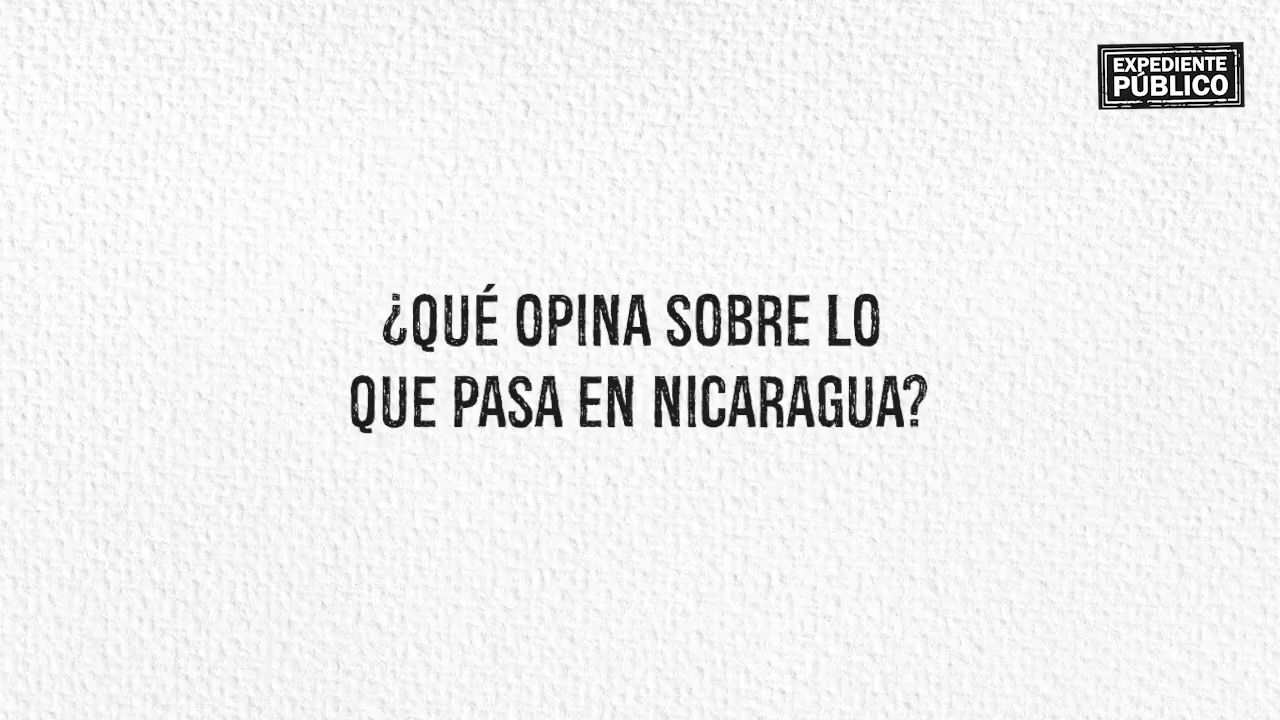 EXPEDIENTE
PÚBLICO
¿QUÉ OPINA SOBRE LO
QUE PASA EN NICARAGUA?